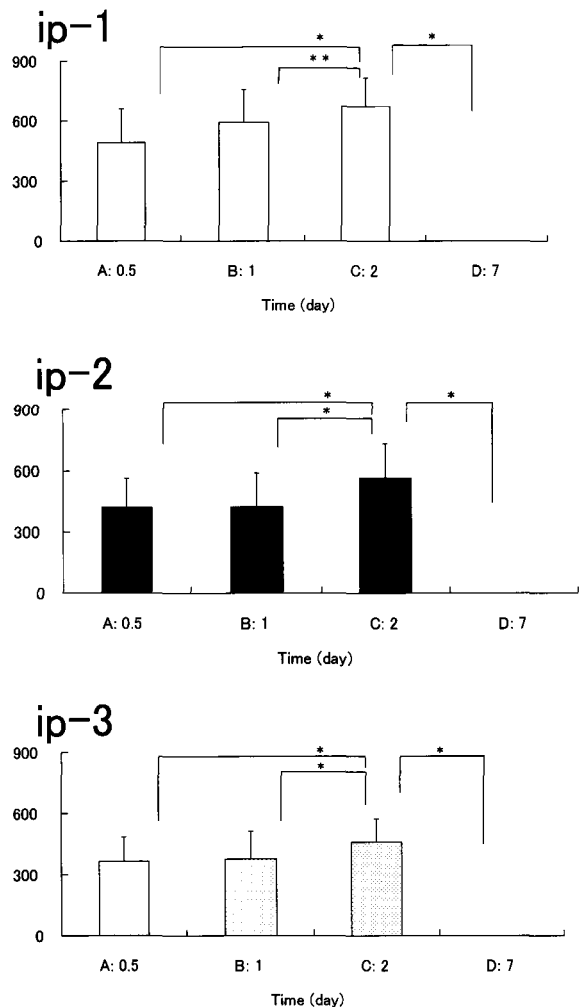 ip-1
*
900 ** *
600
300
0
A: 0.5 B: 1 C: 2 D: 7
Time (day)
ip-2
900 * *
*
600
300
0
A: 0.5 B: 1 C: 2 D: 7
Time (day)
ip-3
900 * *
*
600
300
0
A: 0.5 B: 1 C: 2 D: 7
Time (day)